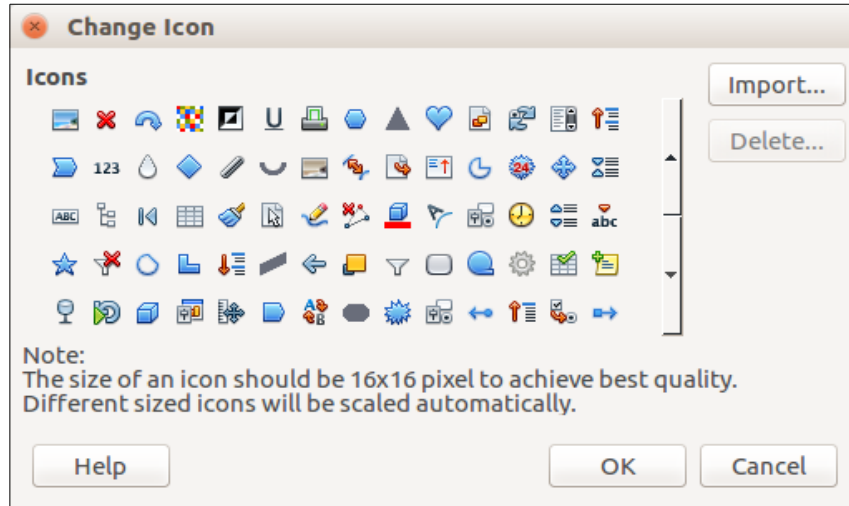 Change Icon
Icons
Import...
U
Delete...
123
24
ABC
abc
A
B
Note:
The size of an icon should be 16x16 pixel to achieve best quality.
Different sized icons will be scaled automatically.
Help
OK
Cancel